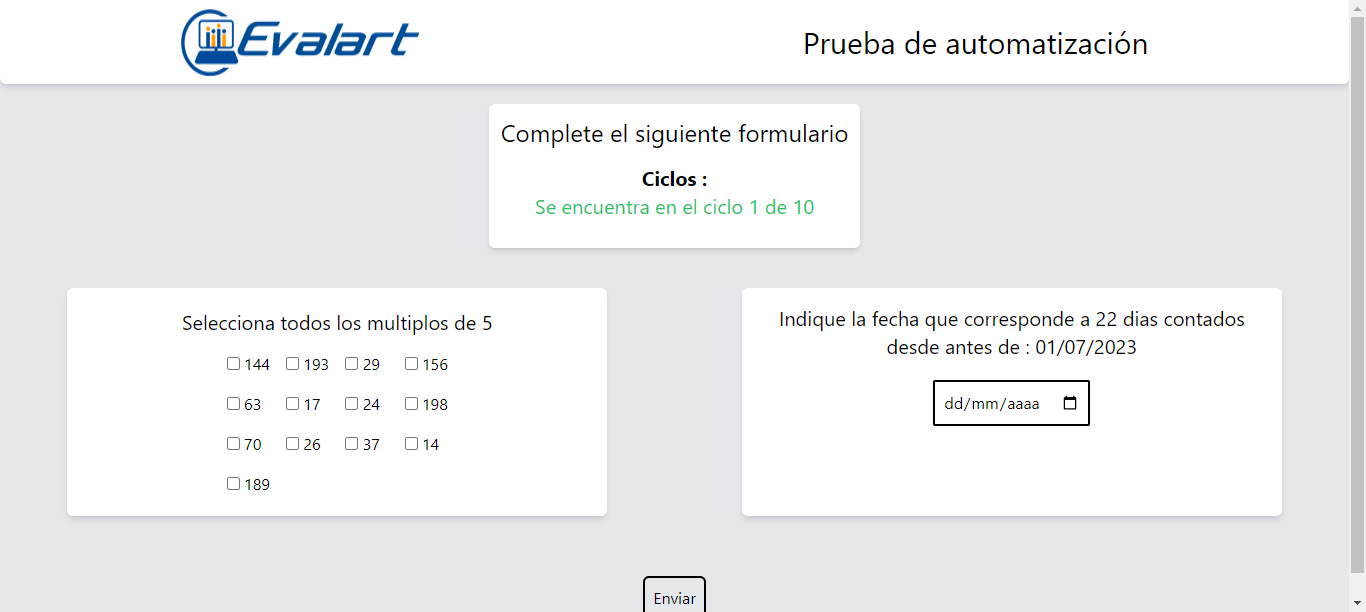 Evalart
Prueba de automatización
Complete el siguiente formulario
Ciclos :
Se encuentra en el ciclo 1 de 10
Selecciona todos los multiplos de 5
144 193 29 156
63 17 24 198
70 26 37 14
189
Indique la fecha que corresponde a 22 dias contados
desde antes de : 01/07/2023
dd/mm/aaaa
Enviar